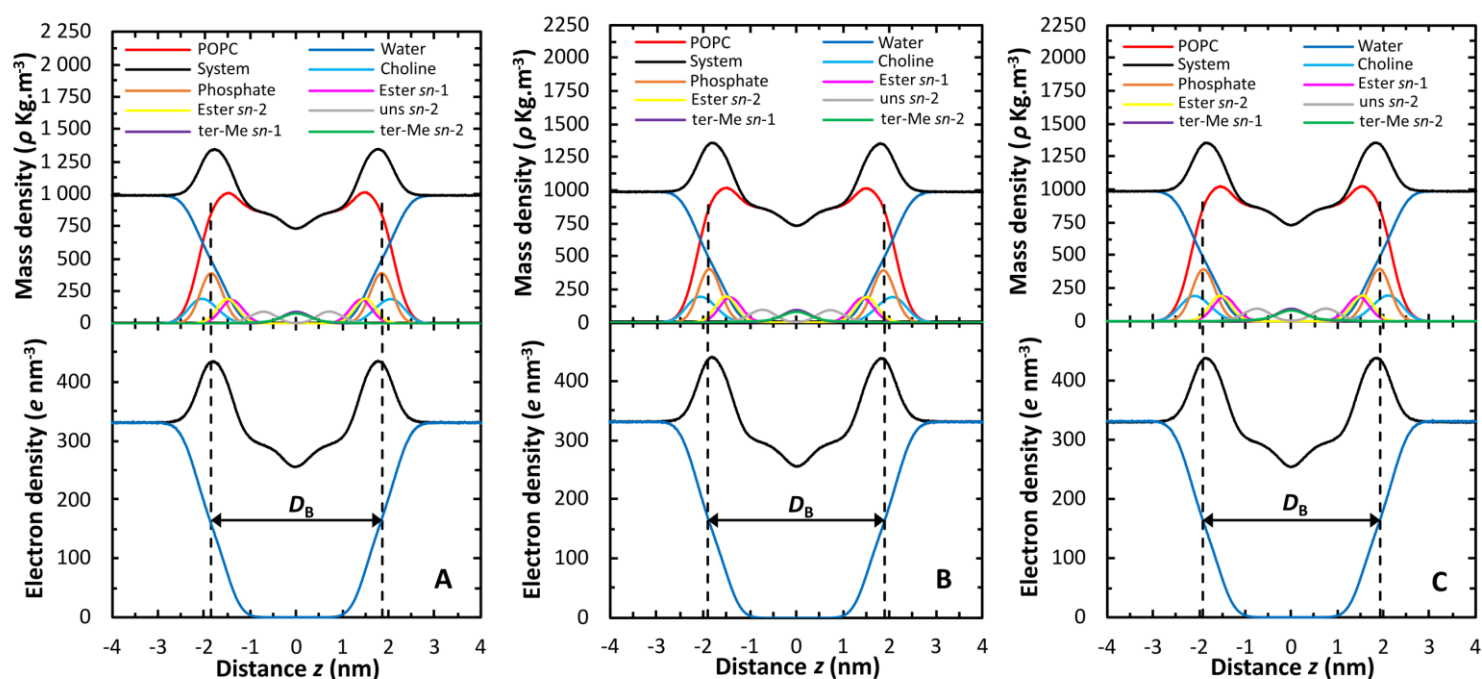 Mass density (ρ Kg.m⁻³)
2 250
2 000
1 750
1 500
1 250
1 000
750
500
250
0
POPC
Water
System
Choline
Phosphate
Ester sn-1
Ester sn-2
uns sn-2
ter-Me sn-1
ter-Me sn-2
Electron density (e nm⁻³)
400
300
200
100
0
D_B
A
-4 -3 -2 -1 0 1 2 3 4
Distance z (nm)
Mass density (ρ Kg.m⁻³)
2250
2000
1750
1500
1250
1000
750
500
250
0
POPC
Water
System
Choline
Phosphate
Ester sn-1
Ester sn-2
uns sn-2
ter-Me sn-1
ter-Me sn-2
Electron density (e nm⁻³)
400
300
200
100
0
D_B
B
-4 -3 -2 -1 0 1 2 3 4
Distance z (nm)
Mass density (ρ Kg.m⁻³)
2250
2000
1750
1500
1250
1000
750
500
250
0
POPC
Water
System
Choline
Phosphate
Ester sn-1
Ester sn-2
uns sn-2
ter-Me sn-1
ter-Me sn-2
Electron density (e nm⁻³)
400
300
200
100
0
D_B
C
-4 -3 -2 -1 0 1 2 3 4
Distance z (nm)